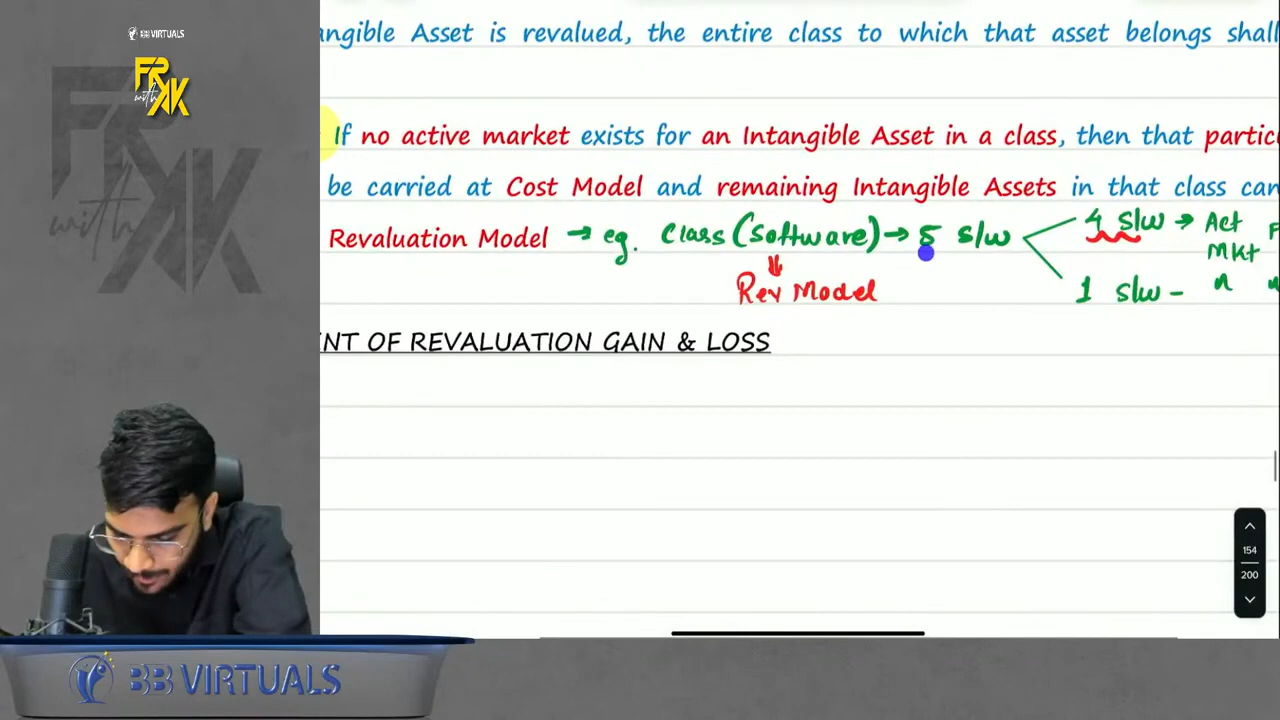 BB VIRTUALS
FR
with AK
FR
with AK
angible Asset is revalued, the entire class to which that asset belongs shall
If no active market exists for an Intangible Asset in a class, then that partic
be carried at Cost Model and remaining Intangible Assets in that class can
Revaluation Model → eg. Class (Software) → 5 s/w
4 s/w → Act
Mkt
Rev Model
1 s/w -
NT OF REVALUATION GAIN & LOSS
154
200
BB VIRTUALS